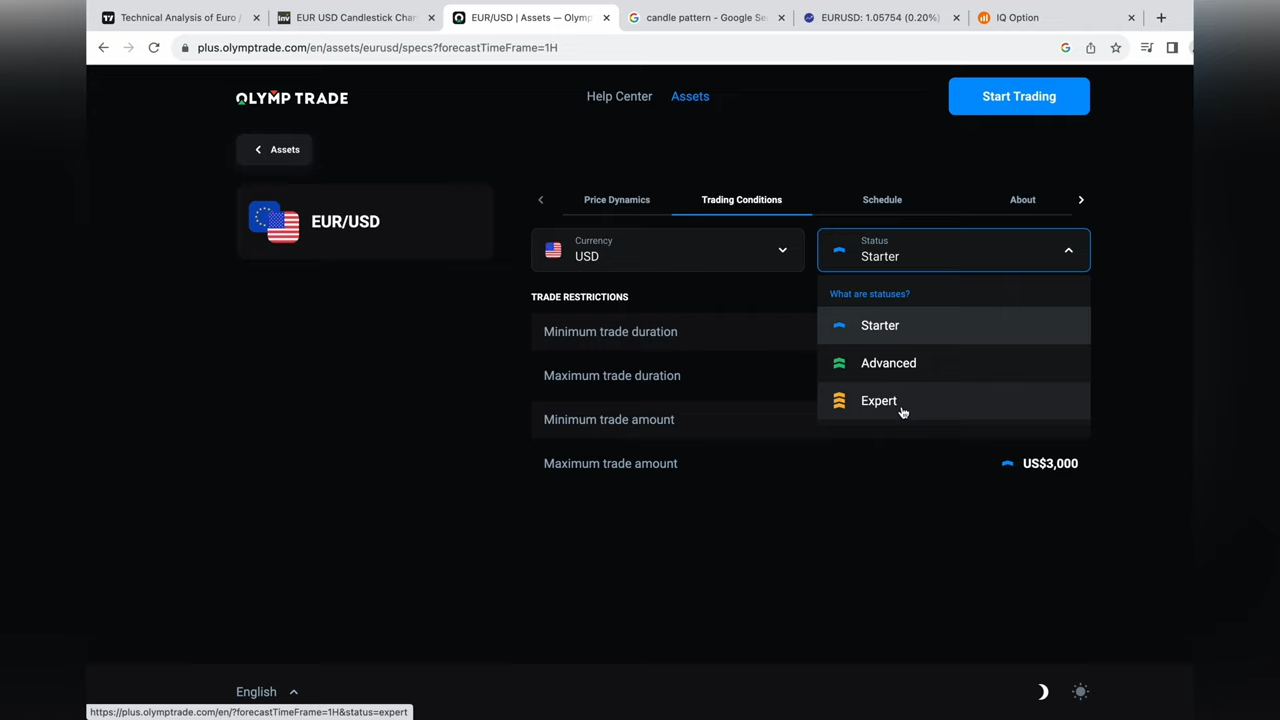 Technical Analysis of Euro /
EUR USD Candlestick Char
EUR/USD | Assets — Olymp
candle pattern - Google Sea
EURUSD: 1.05754 (0.20%)
IQ Option
plus.olymptrade.com/en/assets/eurusd/specs?forecastTimeFrame=1H
OLYMP TRADE
Help Center
Assets
Start Trading
Assets
EUR/USD
Price Dynamics
Trading Conditions
Schedule
About
Currency
USD
Status
Starter
What are statuses?
TRADE RESTRICTIONS
Starter
Minimum trade duration
Advanced
Maximum trade duration
Expert
Minimum trade amount
Maximum trade amount
US$3,000
English
https://plus.olymptrade.com/en/?forecastTimeFrame=1H&status=expert